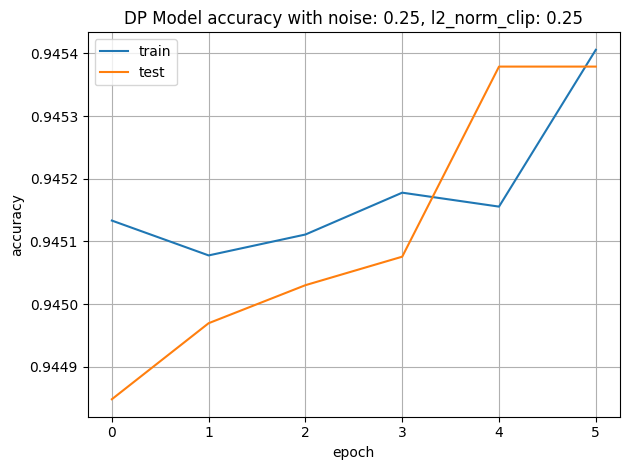 DP Model accuracy with noise: 0.25, l2_norm_clip: 0.25
train
test
0.9454
0.9453
0.9452
0.9451
0.9450
0.9449
accuracy
0 1 2 3 4 5
epoch